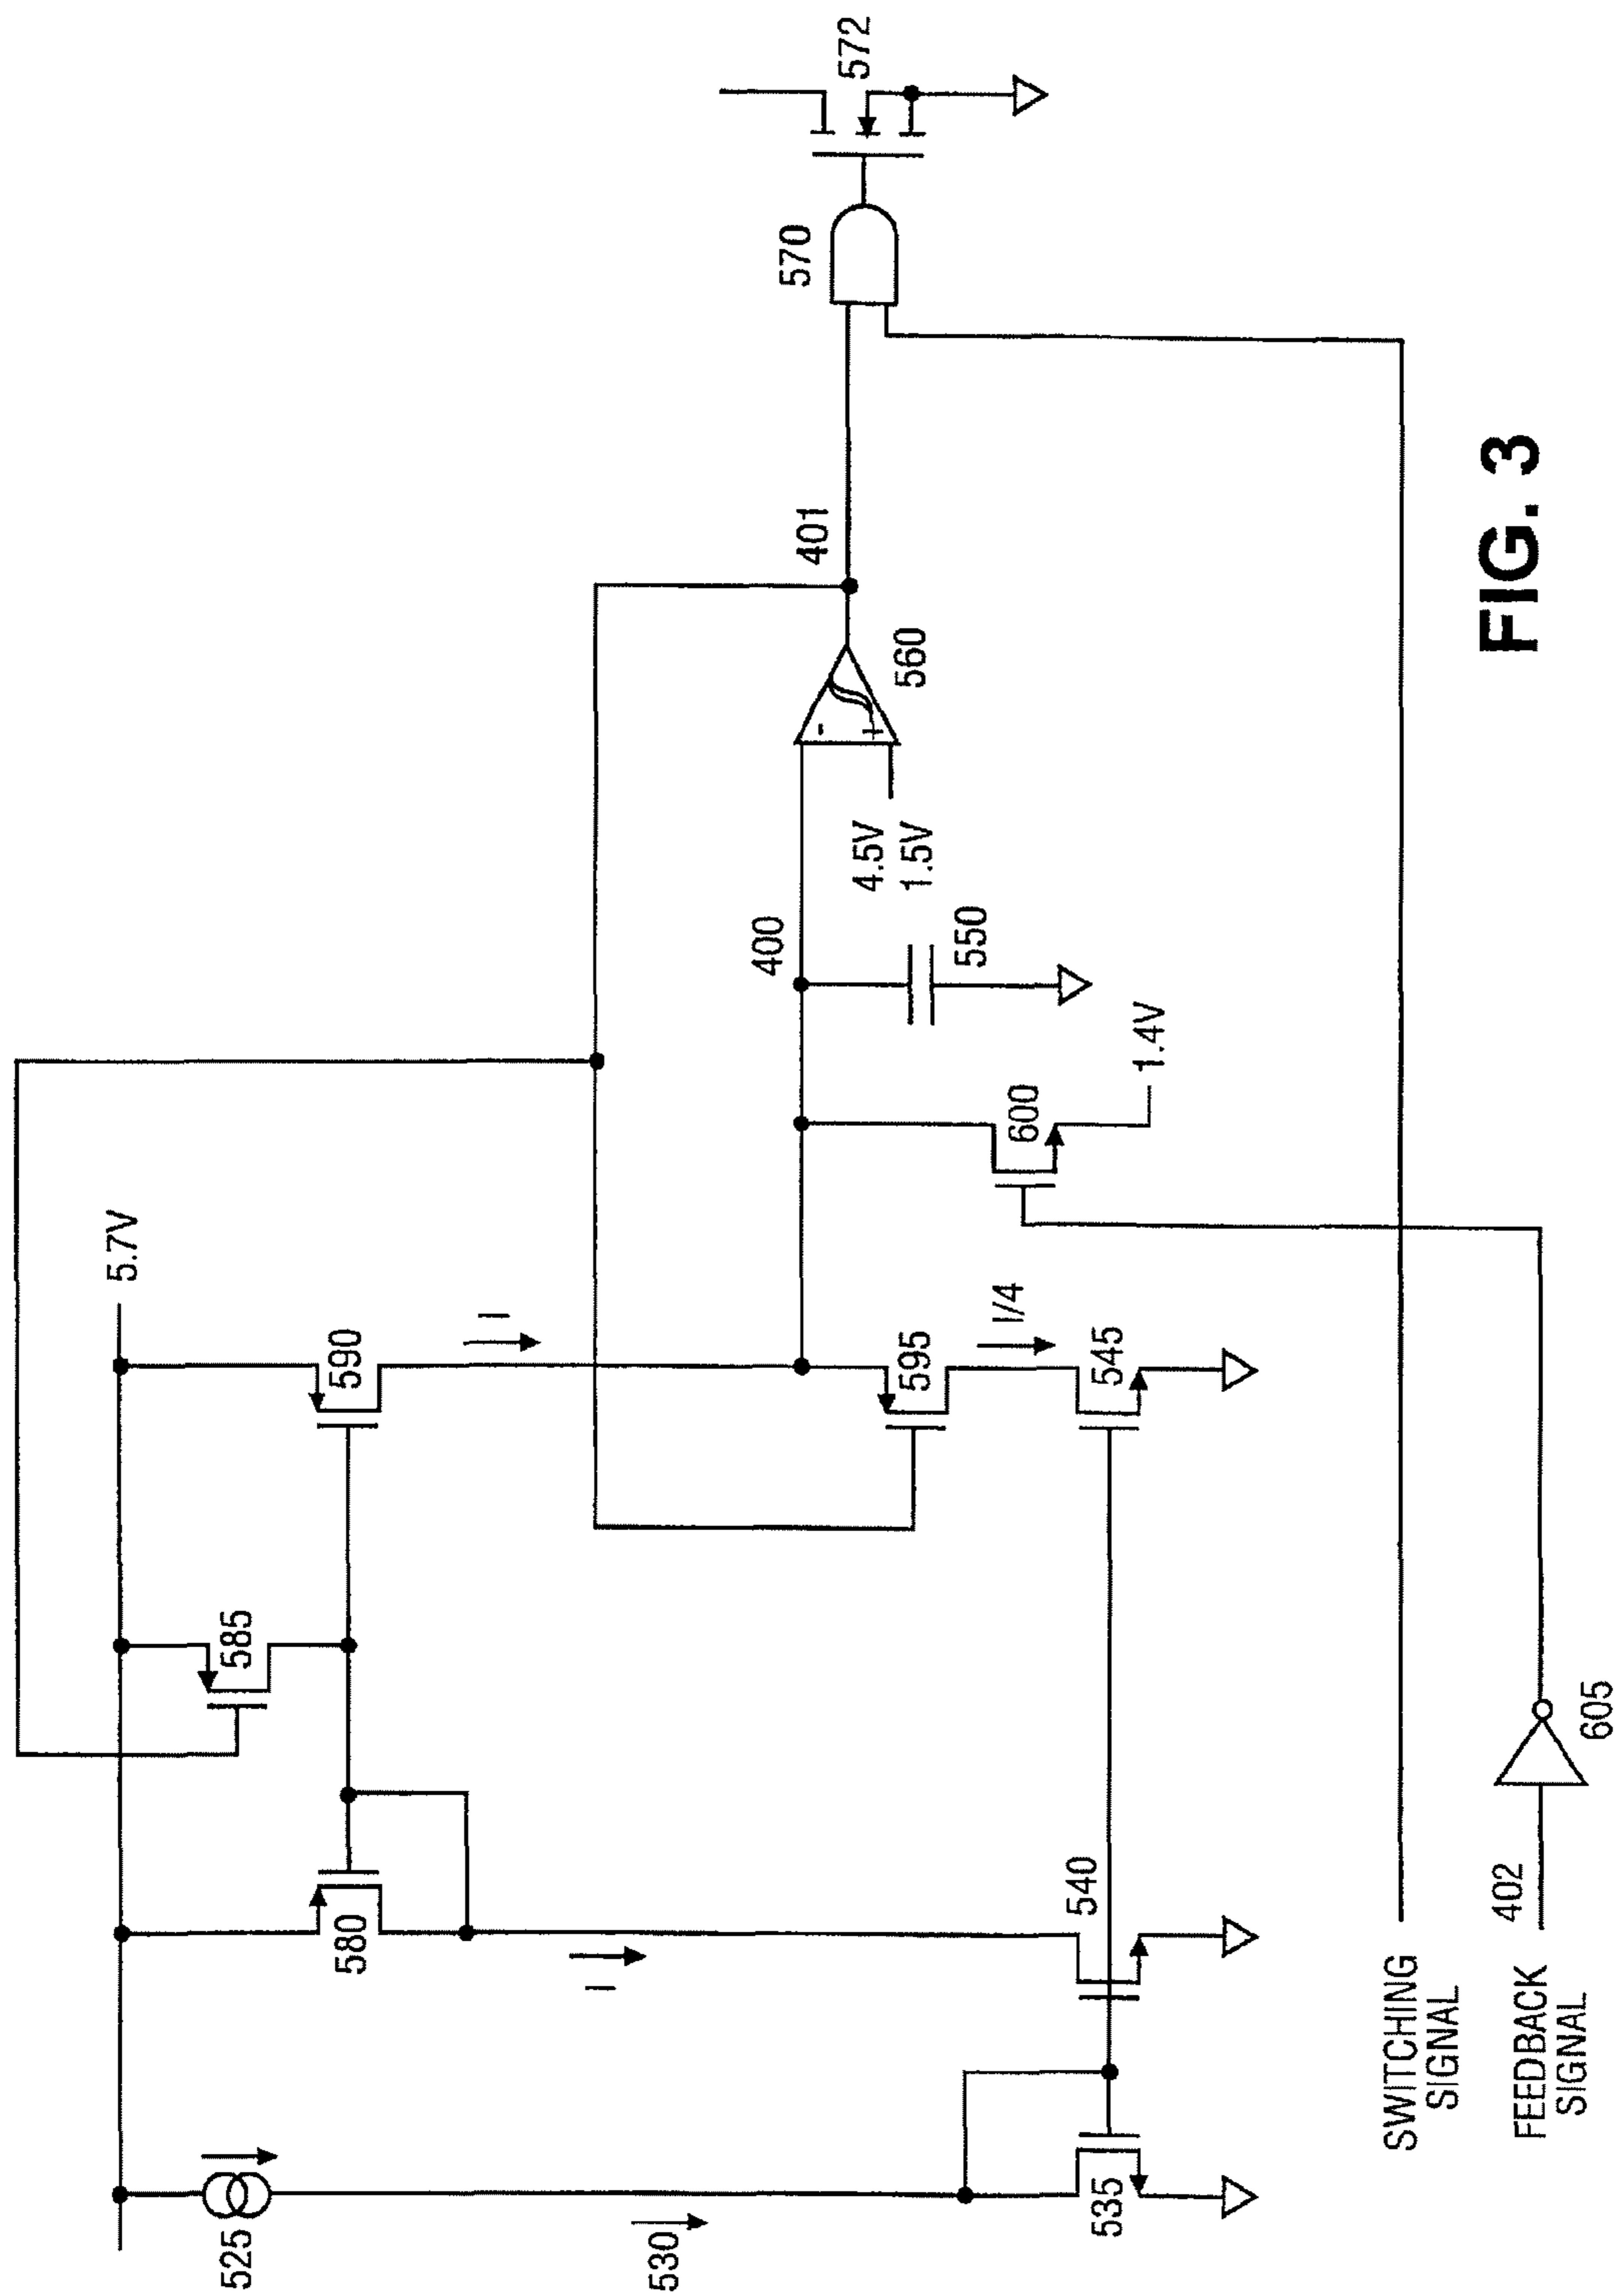 5.7V
525
530
535
580
I
540
585
590
I
595
I/4
545
600
1.4V
400
550
4.5V
1.5V
-
+
560
401
570
572
SWITCHING
SIGNAL
FEEDBACK
SIGNAL
402
605
FIG. 3